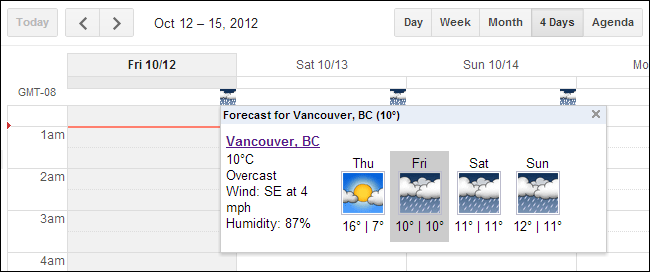 Today
Oct 12 – 15, 2012
Day
Week
Month
4 Days
Agenda
Fri 10/12
Sat 10/13
Sun 10/14
Mo
GMT-08
1am
2am
3am
4am
Forecast for Vancouver, BC (10°)
Vancouver, BC
10°C
Overcast
Wind: SE at 4
mph
Humidity: 87%
Thu
Fri
Sat
Sun
16° | 7°
10° | 10°
11° | 11°
12° | 11°